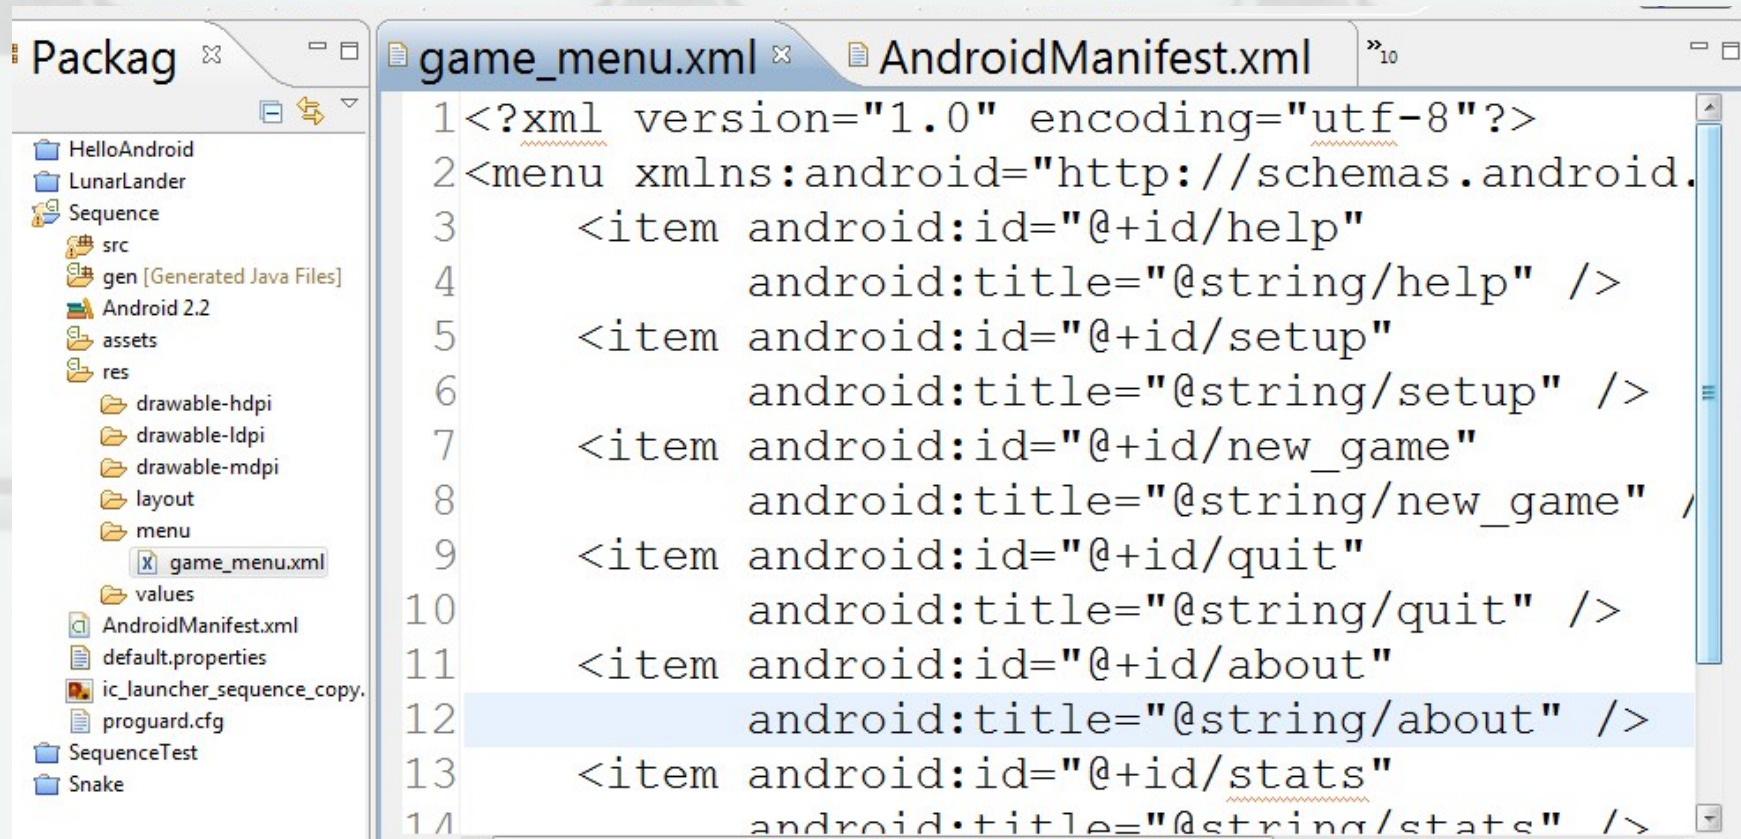 Packag
HelloAndroid
LunarLander
Sequence
src
gen [Generated Java Files]
Android 2.2
assets
res
drawable-hdpi
drawable-ldpi
drawable-mdpi
layout
menu
game_menu.xml
values
AndroidManifest.xml
default.properties
ic_launcher_sequence_copy.
proguard.cfg
SequenceTest
Snake
game_menu.xml AndroidManifest.xml »10
1 <?xml version="1.0" encoding="utf-8"?>
2 <menu xmlns:android="http://schemas.android.
3 <item android:id="@+id/help"
4 android:title="@string/help" />
5 <item android:id="@+id/setup"
6 android:title="@string/setup" />
7 <item android:id="@+id/new_game"
8 android:title="@string/new_game" /
9 <item android:id="@+id/quit"
10 android:title="@string/quit" />
11 <item android:id="@+id/about"
12 android:title="@string/about" />
13 <item android:id="@+id/stats"
14 android:title="@string/stats" />